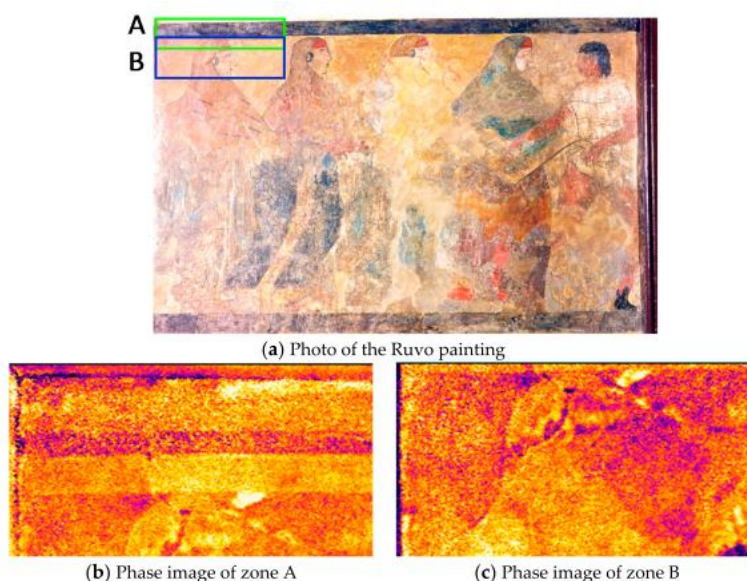 A
B
(a) Photo of the Ruvo painting
(b) Phase image of zone A
(c) Phase image of zone B